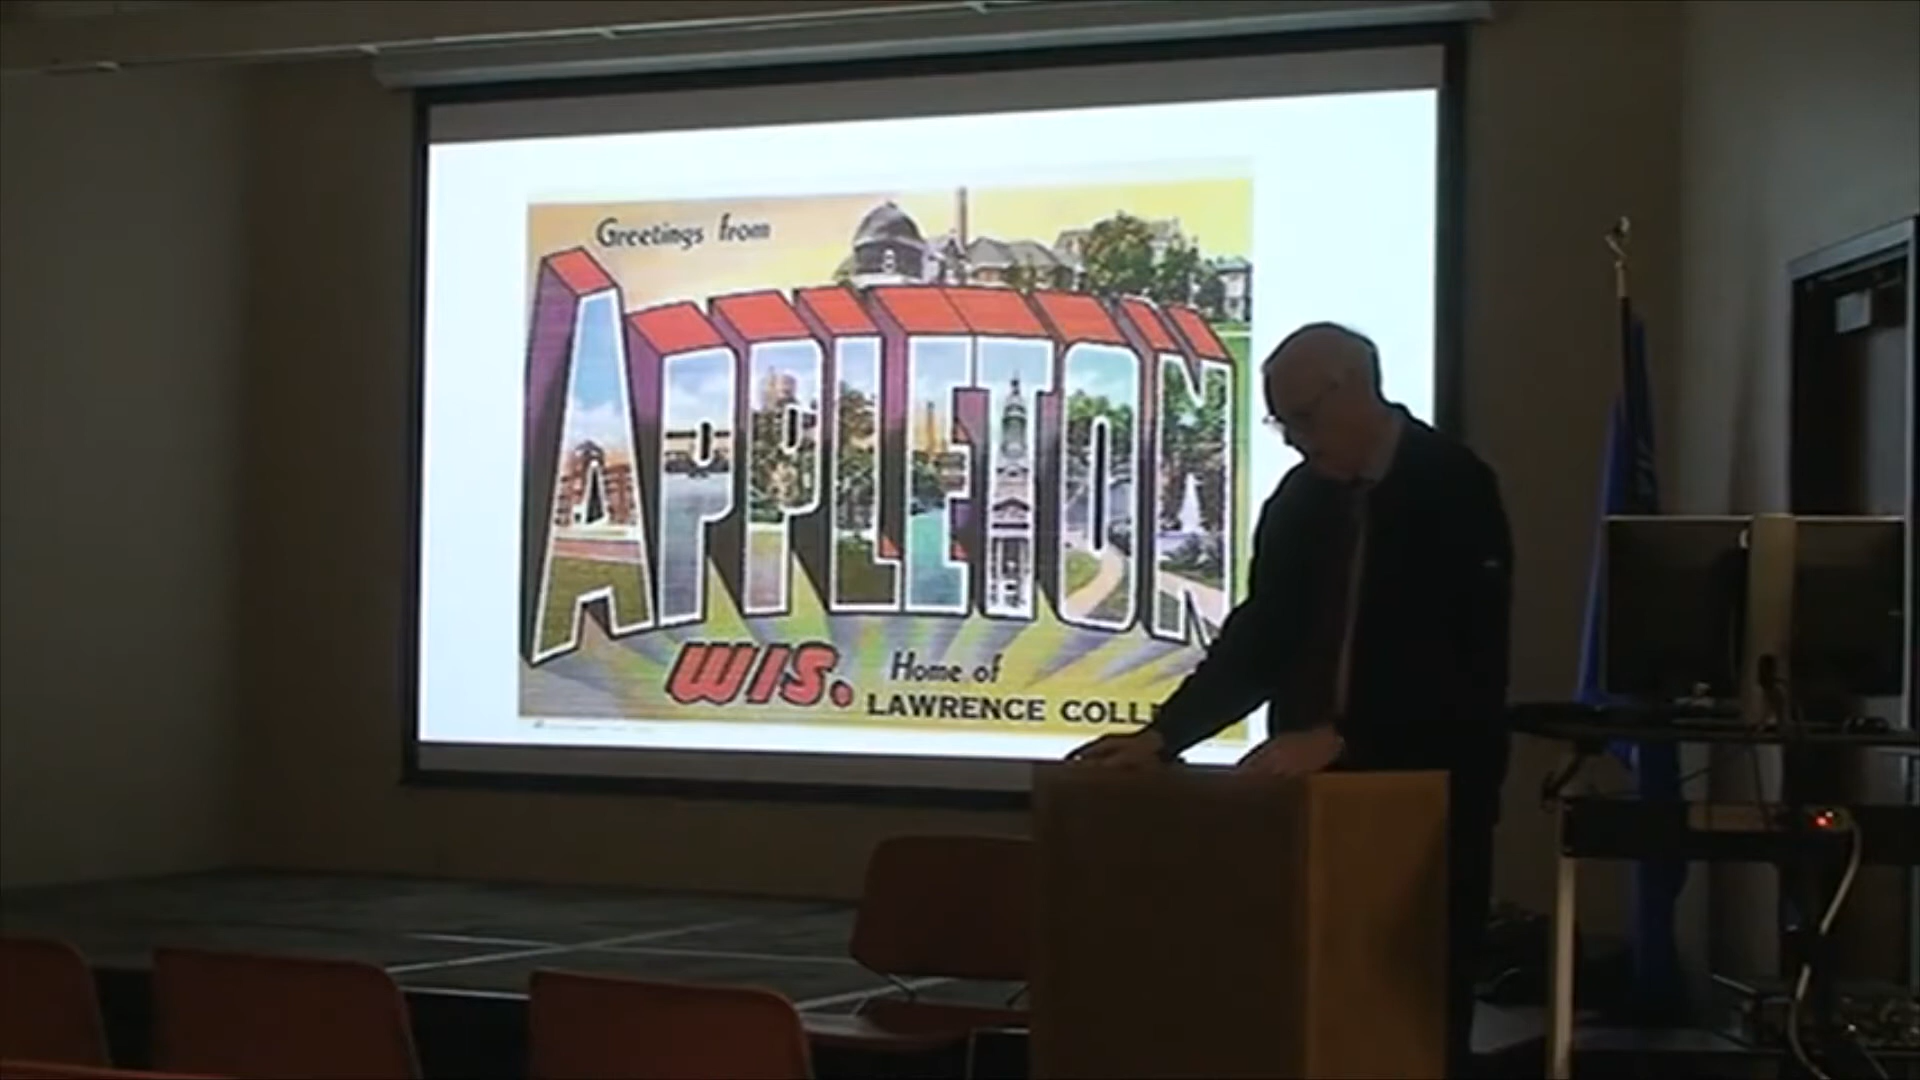 Greetings from
APPLETON
WIS.
Home of
LAWRENCE COLL